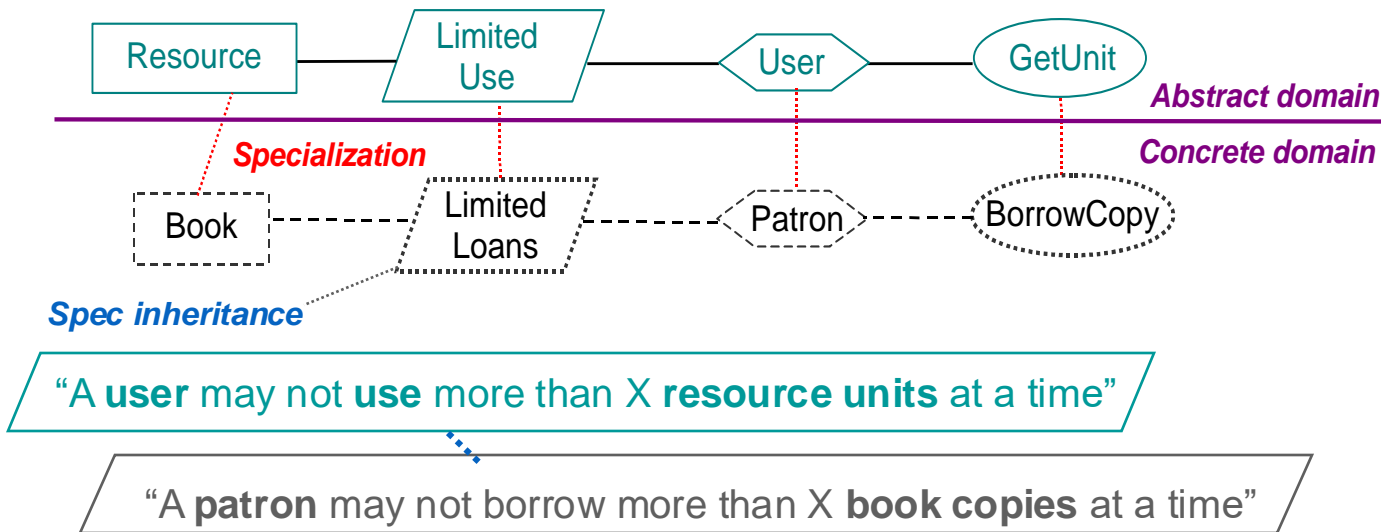 Resource
Limited
Use
User
GetUnit
Abstract domain
Specialization
Concrete domain
Book
Limited
Loans
Patron
BorrowCopy
Spec inheritance
“A user may not use more than X resource units at a time”
“A patron may not borrow more than X book copies at a time”